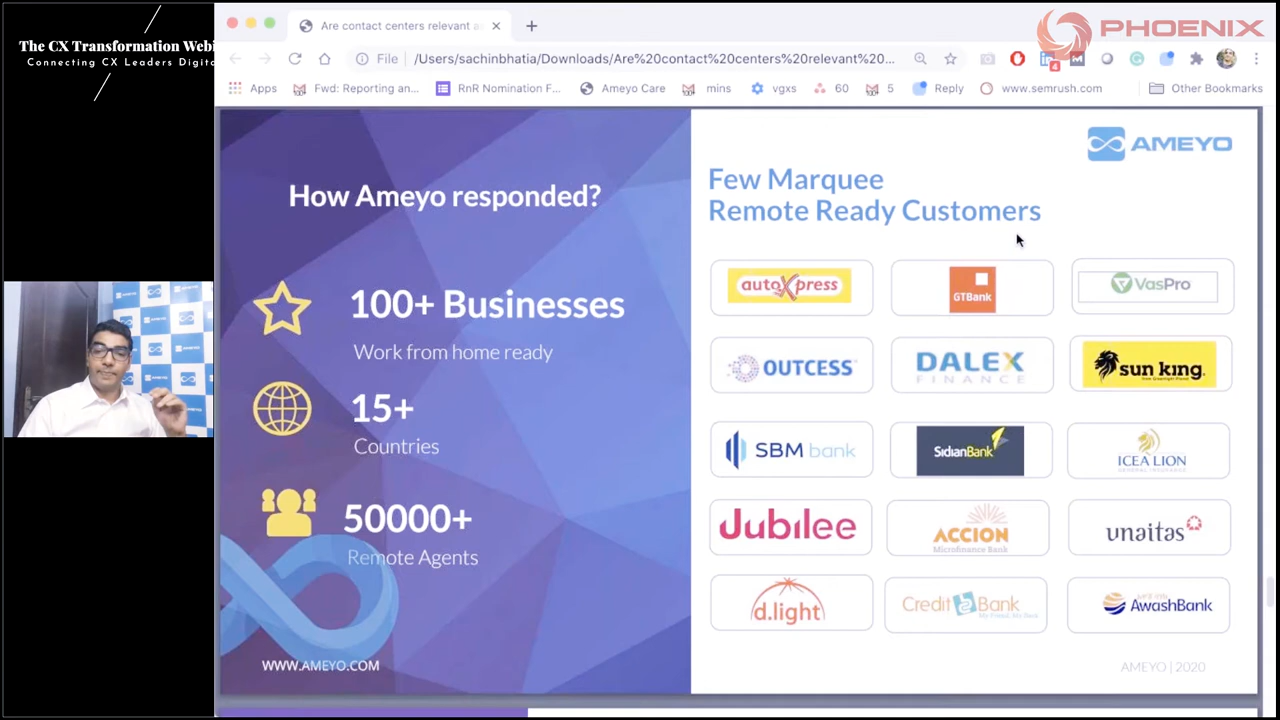 The CX Transformation Webi
Connecting CX Leaders Digita
Are contact centers relevant a
PHOENIX
File
/Users/sachinbhatia/Downloads/Are%20contact%20centers%20relevant%20...
4
Apps
Fwd: Reporting an...
RnR Nomination F...
Ameyo Care
mins
vgxs
60
5
Reply
www.semrush.com
Other Bookmarks
How Ameyo responded?
100+ Businesses
Work from home ready
15+
Countries
50000+
Remote Agents
WWW.AMEYO.COM
AMEYO
Few Marquee
Remote Ready Customers
autoXpress
GTBank
VasPro
OUTCESS
DALEX
FINANCE
sun king.
SBM bank
SidianBank
ICEA LION
GENERAL INSURANCE
Jubilee
ACCION
Microfinance Bank
unaitas
d.light
Credit Bank
AwashBank
AMEYO | 2020